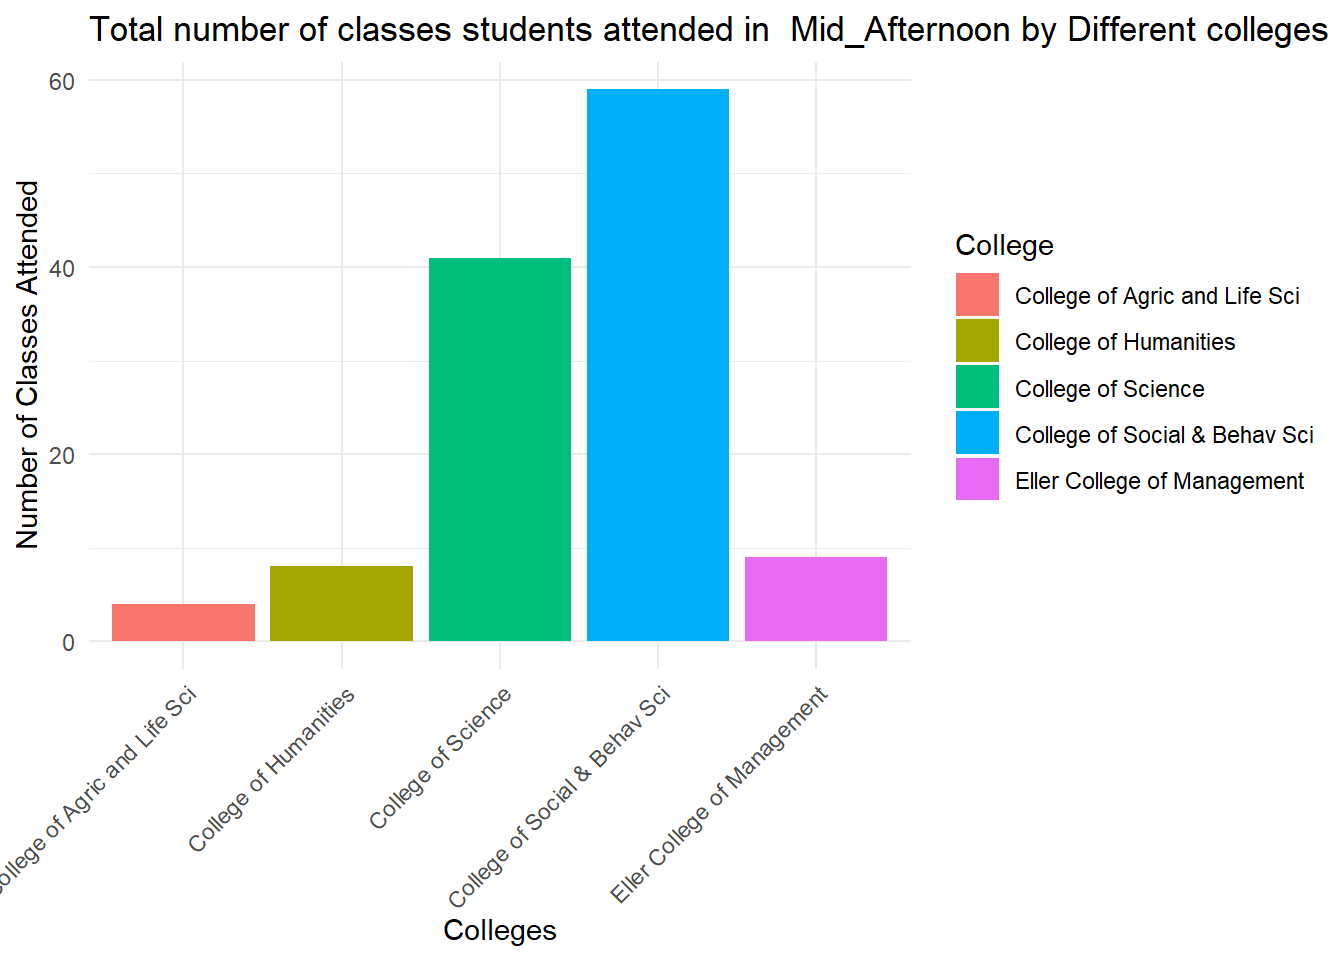 Total number of classes students attended in  Mid_Afternoon by Different colleges
Number of Classes Attended
60
40
20
0
College of Agric and Life Sci
College of Humanities
College of Science
College of Social & Behav Sci
Eller College of Management
Colleges
College
College of Agric and Life Sci
College of Humanities
College of Science
College of Social & Behav Sci
Eller College of Management